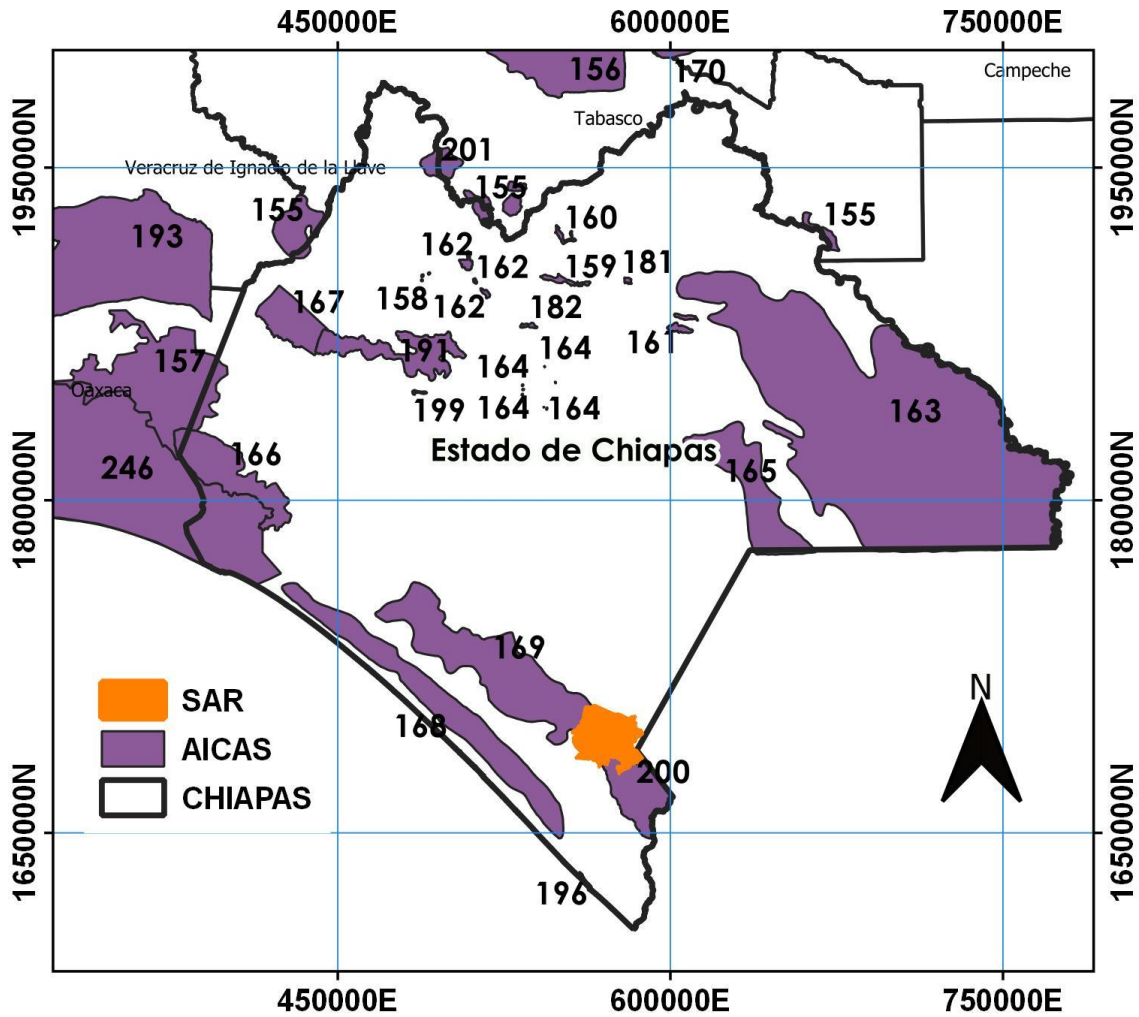 450000E 600000E 750000E
156 170 Campeche
Tabasco
1950000N 1950000N
201
Veracruz de Ignacio de la Llave
155
155 155
160
193
162
162 159 181
158 162 182
167
161
191 164
164
157
Oaxaca
199 164 164
163
Estado de Chiapas
166 165
246
1800000N 1800000N
169
SAR
168
AICAS
200
CHIAPAS
N
1650000N 1650000N
196
450000E 600000E 750000E